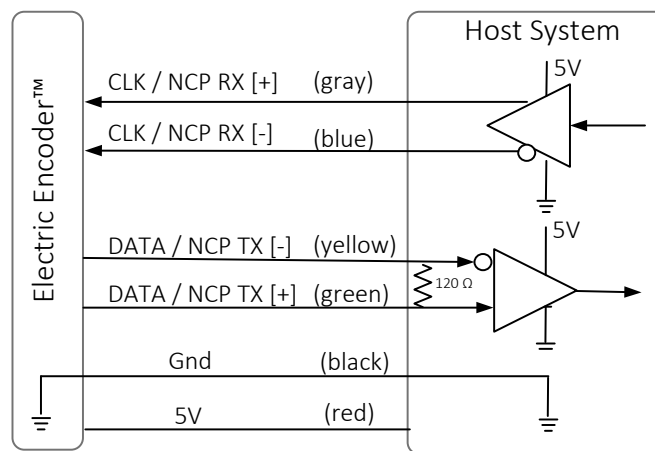 Host System
5V
CLK / NCP RX [+] (gray)
CLK / NCP RX [-] (blue)
Electric Encoder™
5V
DATA / NCP TX [-] (yellow)
120 Ω
DATA / NCP TX [+] (green)
Gnd (black)
5V (red)